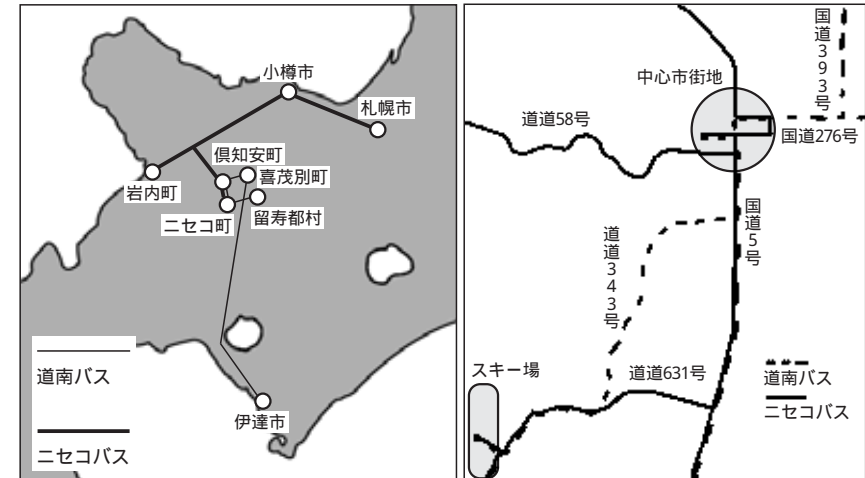 小樽市
札幌市
倶知安町
喜茂別町
岩内町
ニセコ町
留寿都村
道南バス
伊達市
ニセコバス
国道393号
中心市街地
道道58号
国道276号
国道5号
道道343号
スキー場
道道631号
道南バス
ニセコバス